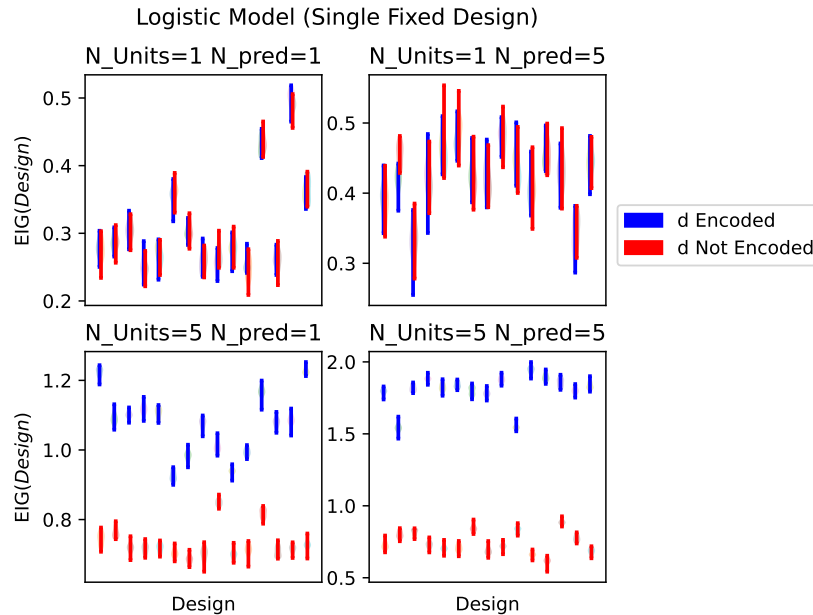 Logistic Model (Single Fixed Design)
N_Units=1 N_pred=1
N_Units=1 N_pred=5
EIG(Design)
0.5
0.4
0.3
0.2
0.5
0.4
0.3
d Encoded
d Not Encoded
N_Units=5 N_pred=1
N_Units=5 N_pred=5
EIG(Design)
1.2
1.0
0.8
2.0
1.5
1.0
0.5
Design
Design